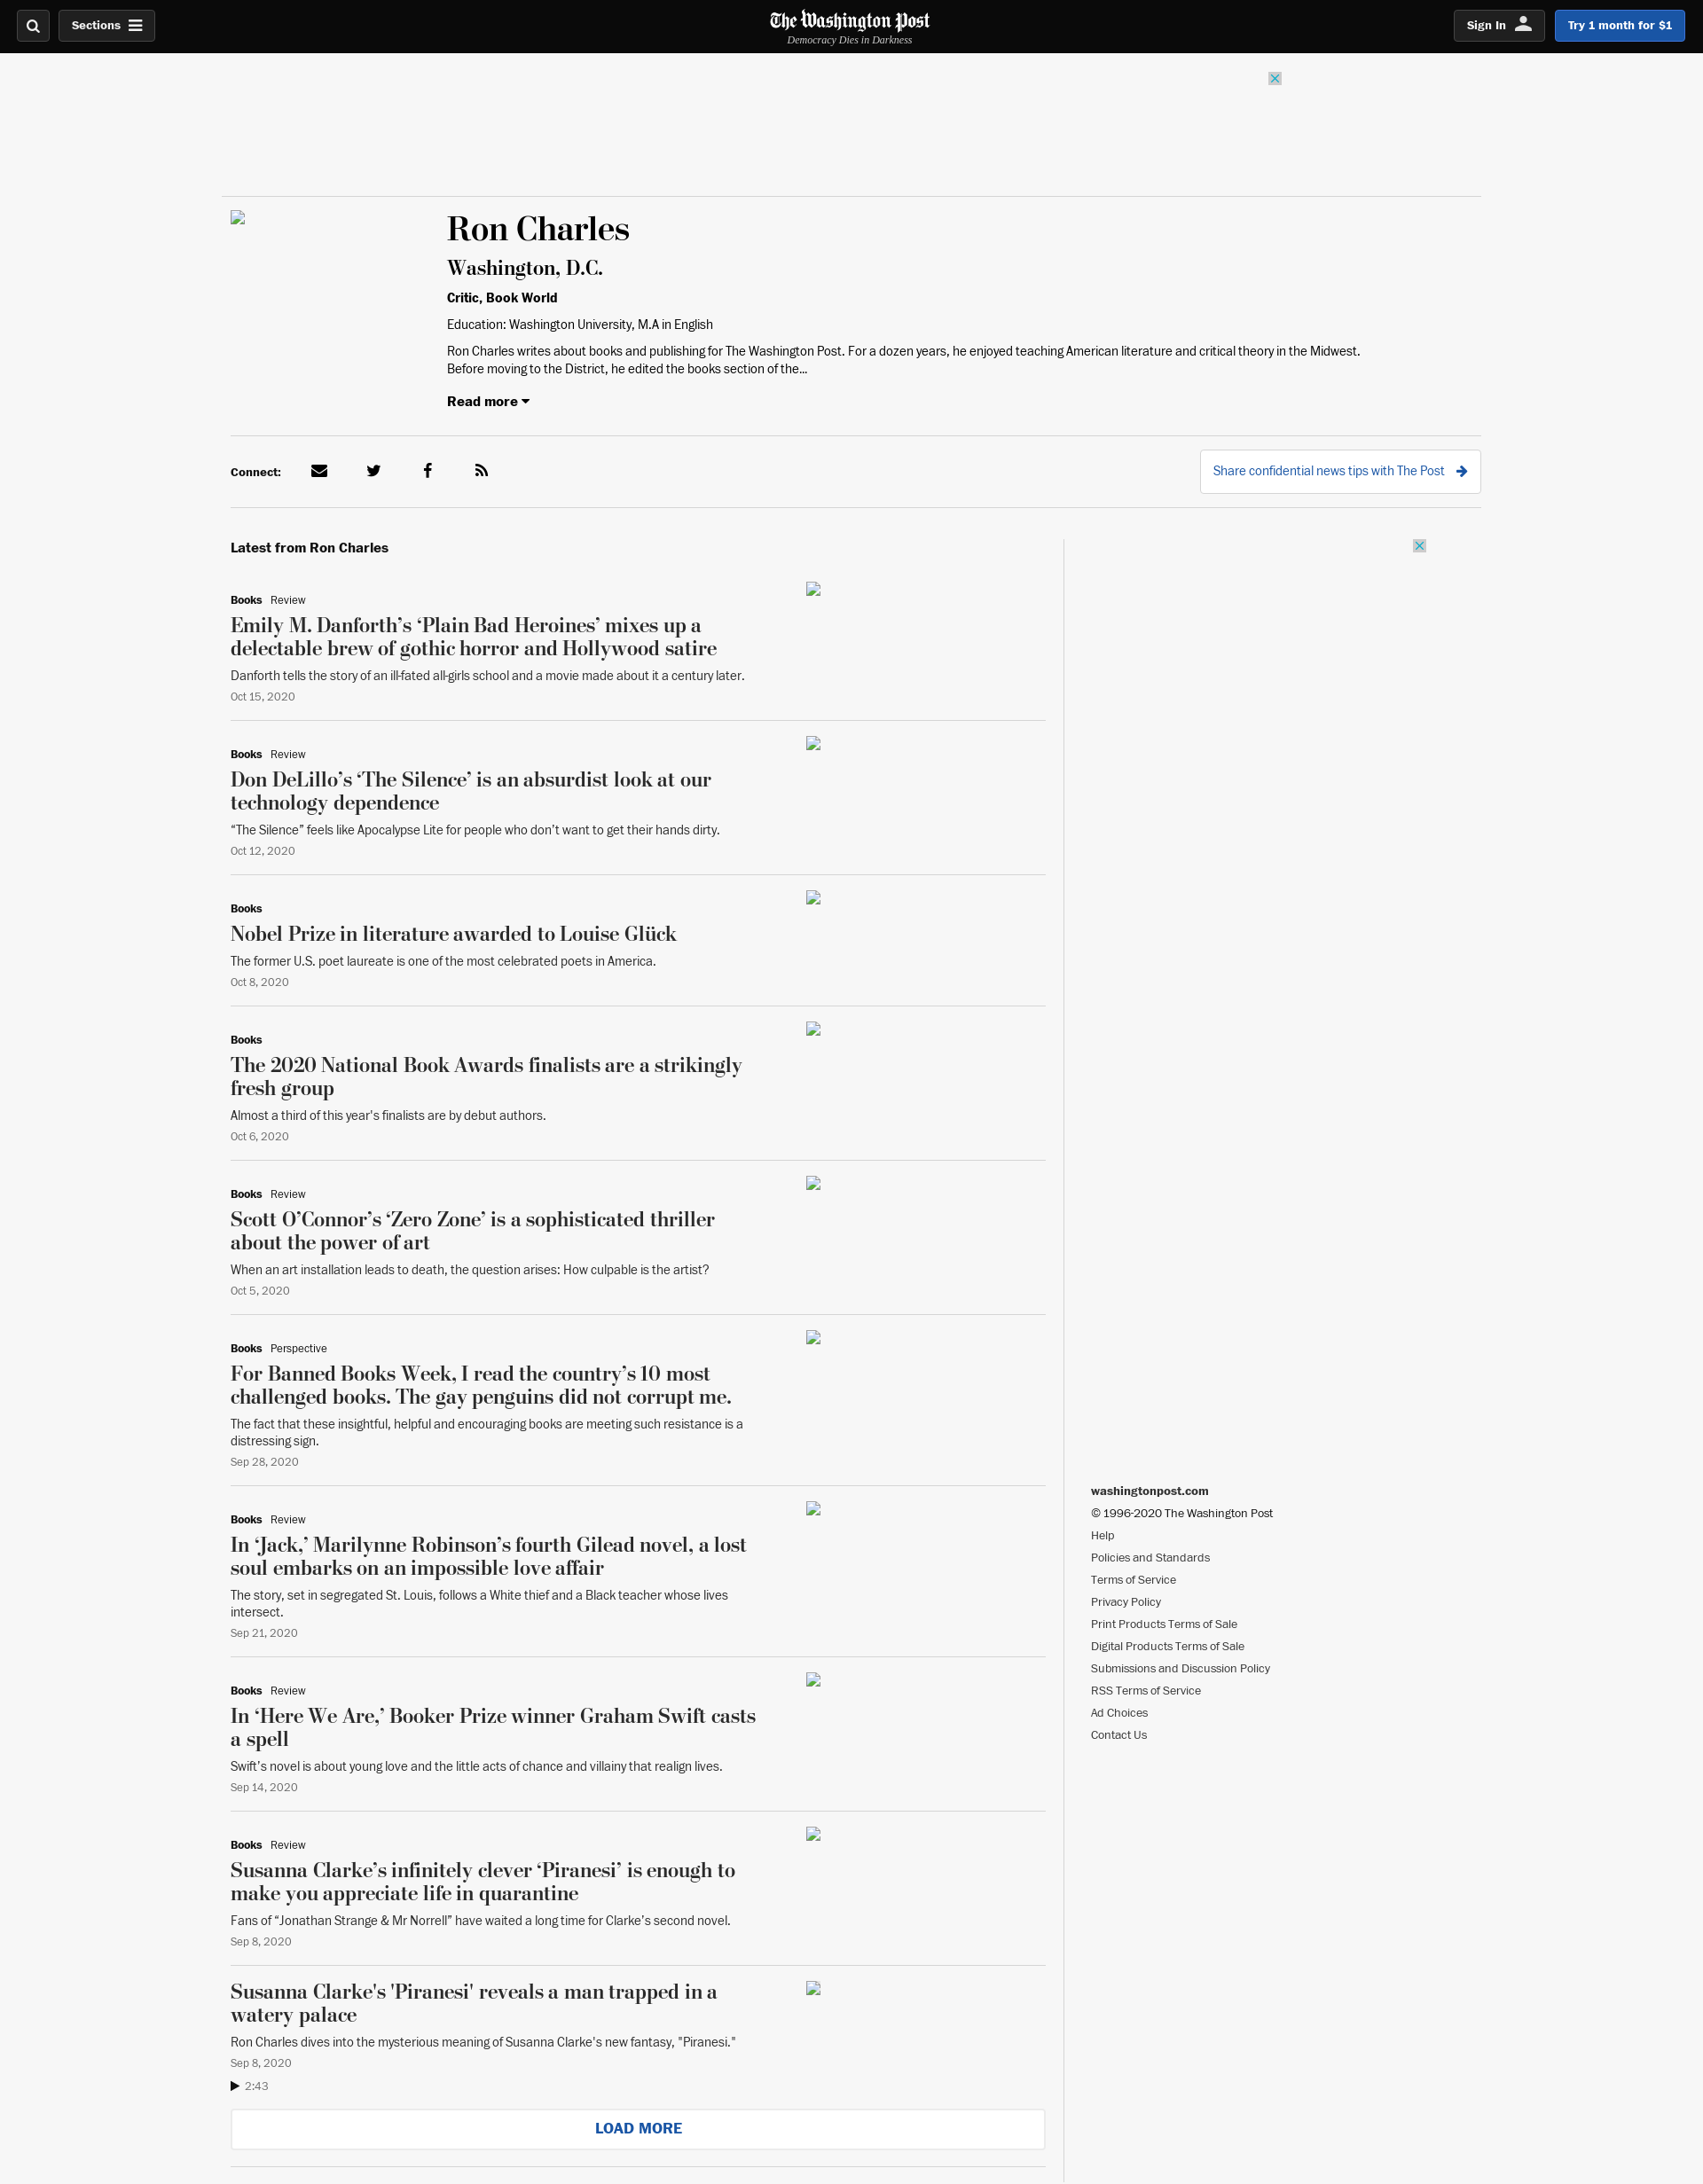 Sections
The Washington Post
Democracy Dies in Darkness
Sign In
Try 1 month for $1
Ron Charles
Washington, D.C.
Critic, Book World
Education: Washington University, M.A in English
Ron Charles writes about books and publishing for The Washington Post. For a dozen years, he enjoyed teaching American literature and critical theory in the Midwest.
Before moving to the District, he edited the books section of the...
Read more
Connect:
Share confidential news tips with The Post
Latest from Ron Charles
Books Review
Emily M. Danforth’s ‘Plain Bad Heroines’ mixes up a
delectable brew of gothic horror and Hollywood satire
Danforth tells the story of an ill-fated all-girls school and a movie made about it a century later.
Oct 15, 2020
Books Review
Don DeLillo’s ‘The Silence’ is an absurdist look at our
technology dependence
“The Silence” feels like Apocalypse Lite for people who don’t want to get their hands dirty.
Oct 12, 2020
Books
Nobel Prize in literature awarded to Louise Glück
The former U.S. poet laureate is one of the most celebrated poets in America.
Oct 8, 2020
Books
The 2020 National Book Awards finalists are a strikingly
fresh group
Almost a third of this year's finalists are by debut authors.
Oct 6, 2020
Books Review
Scott O’Connor’s ‘Zero Zone’ is a sophisticated thriller
about the power of art
When an art installation leads to death, the question arises: How culpable is the artist?
Oct 5, 2020
Books Perspective
For Banned Books Week, I read the country’s 10 most
challenged books. The gay penguins did not corrupt me.
The fact that these insightful, helpful and encouraging books are meeting such resistance is a
distressing sign.
Sep 28, 2020
Books Review
In ‘Jack,’ Marilynne Robinson’s fourth Gilead novel, a lost
soul embarks on an impossible love affair
The story, set in segregated St. Louis, follows a White thief and a Black teacher whose lives
intersect.
Sep 21, 2020
Books Review
In ‘Here We Are,’ Booker Prize winner Graham Swift casts
a spell
Swift’s novel is about young love and the little acts of chance and villainy that realign lives.
Sep 14, 2020
Books Review
Susanna Clarke’s infinitely clever ‘Piranesi’ is enough to
make you appreciate life in quarantine
Fans of “Jonathan Strange & Mr Norrell” have waited a long time for Clarke’s second novel.
Sep 8, 2020
Susanna Clarke's 'Piranesi' reveals a man trapped in a
watery palace
Ron Charles dives into the mysterious meaning of Susanna Clarke's new fantasy, "Piranesi."
Sep 8, 2020
2:43
LOAD MORE
washingtonpost.com
© 1996-2020 The Washington Post
Help
Policies and Standards
Terms of Service
Privacy Policy
Print Products Terms of Sale
Digital Products Terms of Sale
Submissions and Discussion Policy
RSS Terms of Service
Ad Choices
Contact Us